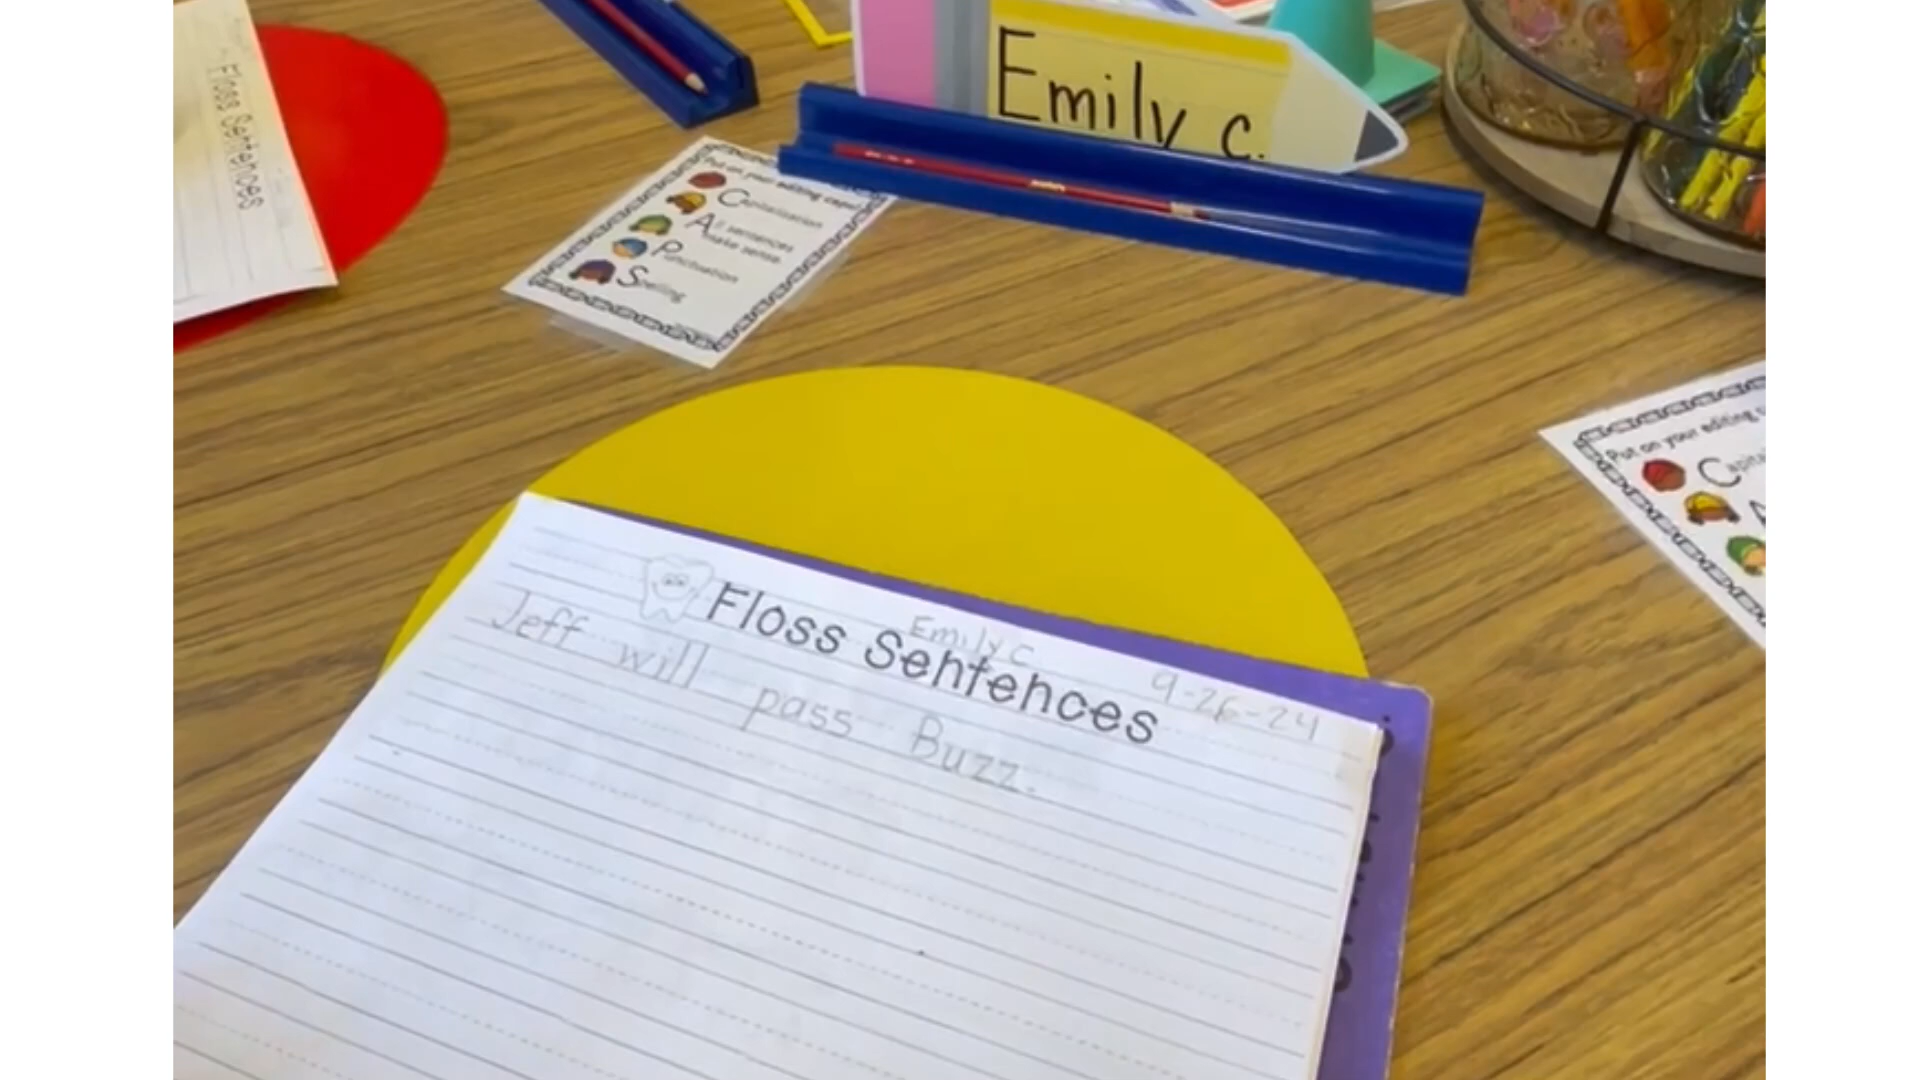 Floss Sentences
Emily c.
Put on your editing caps!
Capitalization
All sentences
make sense.
Punctuation
Spelling
Put on your editing
C
A
Emily C.
9-26-24
Floss Sentences
Jeff will pass Buzz.